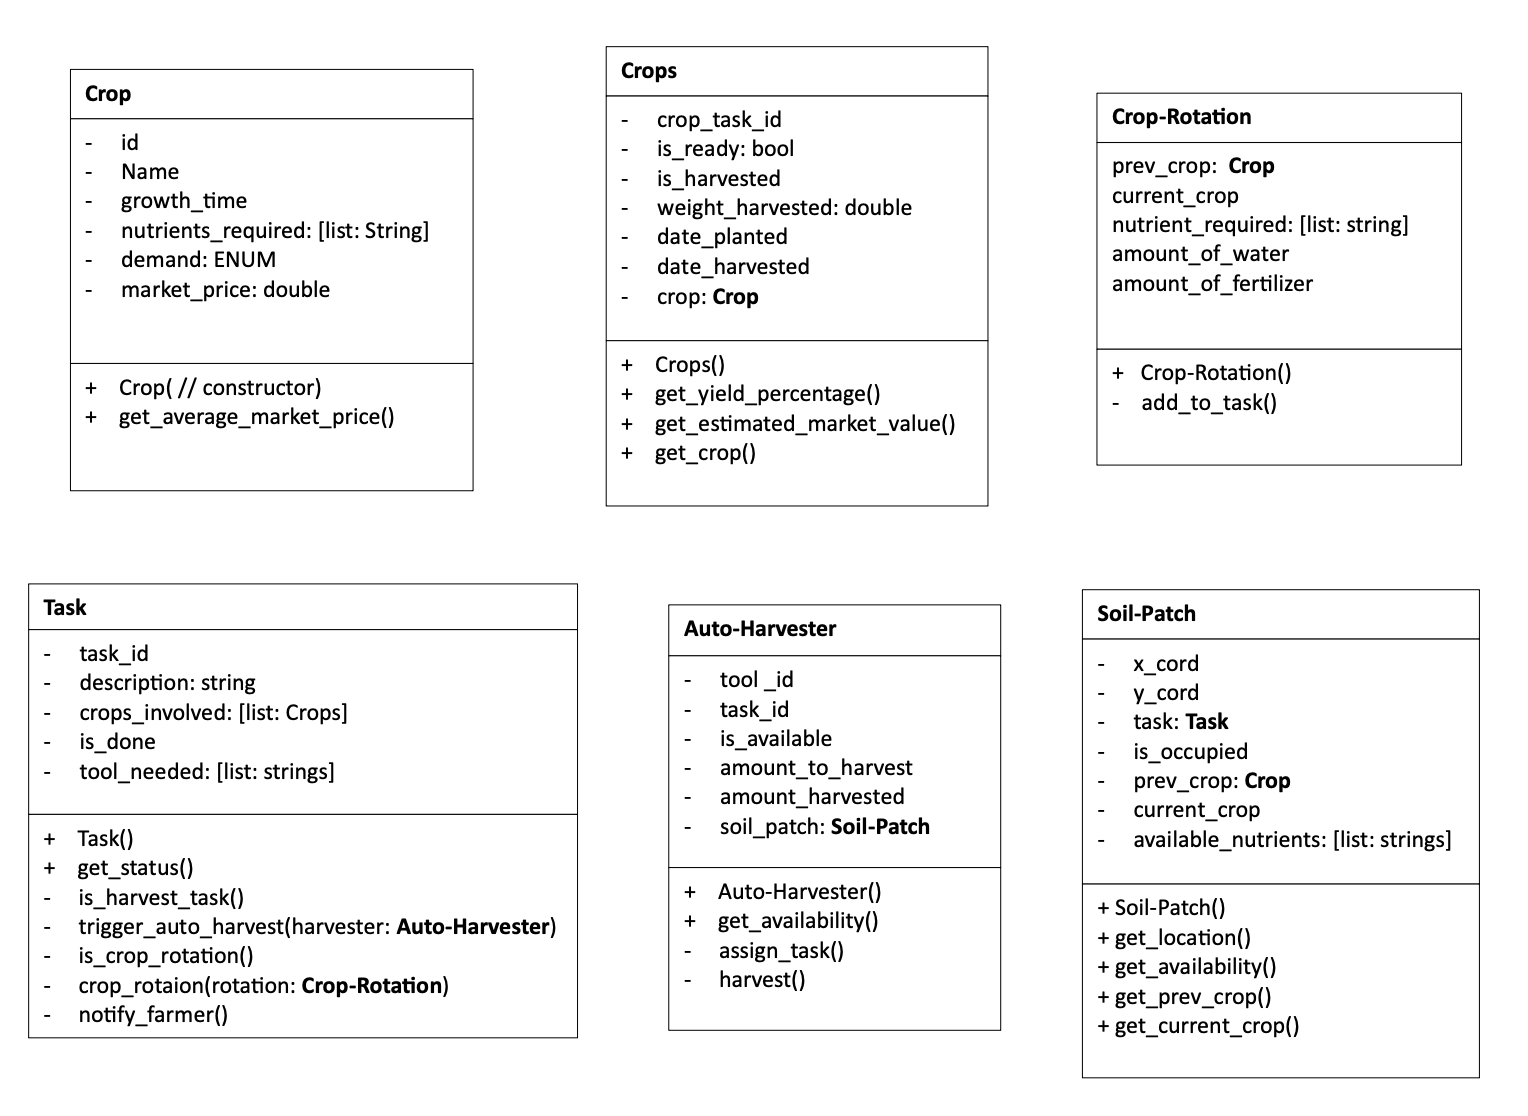 Crop
- id
- Name
- growth_time
- nutrients_required: [list: String]
- demand: ENUM
- market_price: double
+ Crop( // constructor)
+ get_average_market_price()
Crops
- crop_task_id
- is_ready: bool
- is_harvested
- weight_harvested: double
- date_planted
- date_harvested
- crop: Crop
+ Crops()
+ get_yield_percentage()
+ get_estimated_market_value()
+ get_crop()
Crop-Rotation
prev_crop: Crop
current_crop
nutrient_required: [list: string]
amount_of_water
amount_of_fertilizer
+ Crop-Rotation()
- add_to_task()
Task
- task_id
- description: string
- crops_involved: [list: Crops]
- is_done
- tool_needed: [list: strings]
+ Task()
+ get_status()
- is_harvest_task()
- trigger_auto_harvest(harvester: Auto-Harvester)
- is_crop_rotation()
- crop_rotaion(rotation: Crop-Rotation)
- notify_farmer()
Auto-Harvester
- tool _id
- task_id
- is_available
- amount_to_harvest
- amount_harvested
- soil_patch: Soil-Patch
+ Auto-Harvester()
+ get_availability()
- assign_task()
- harvest()
Soil-Patch
- x_cord
- y_cord
- task: Task
- is_occupied
- prev_crop: Crop
- current_crop
- available_nutrients: [list: strings]
+ Soil-Patch()
+ get_location()
+ get_availability()
+ get_prev_crop()
+ get_current_crop()